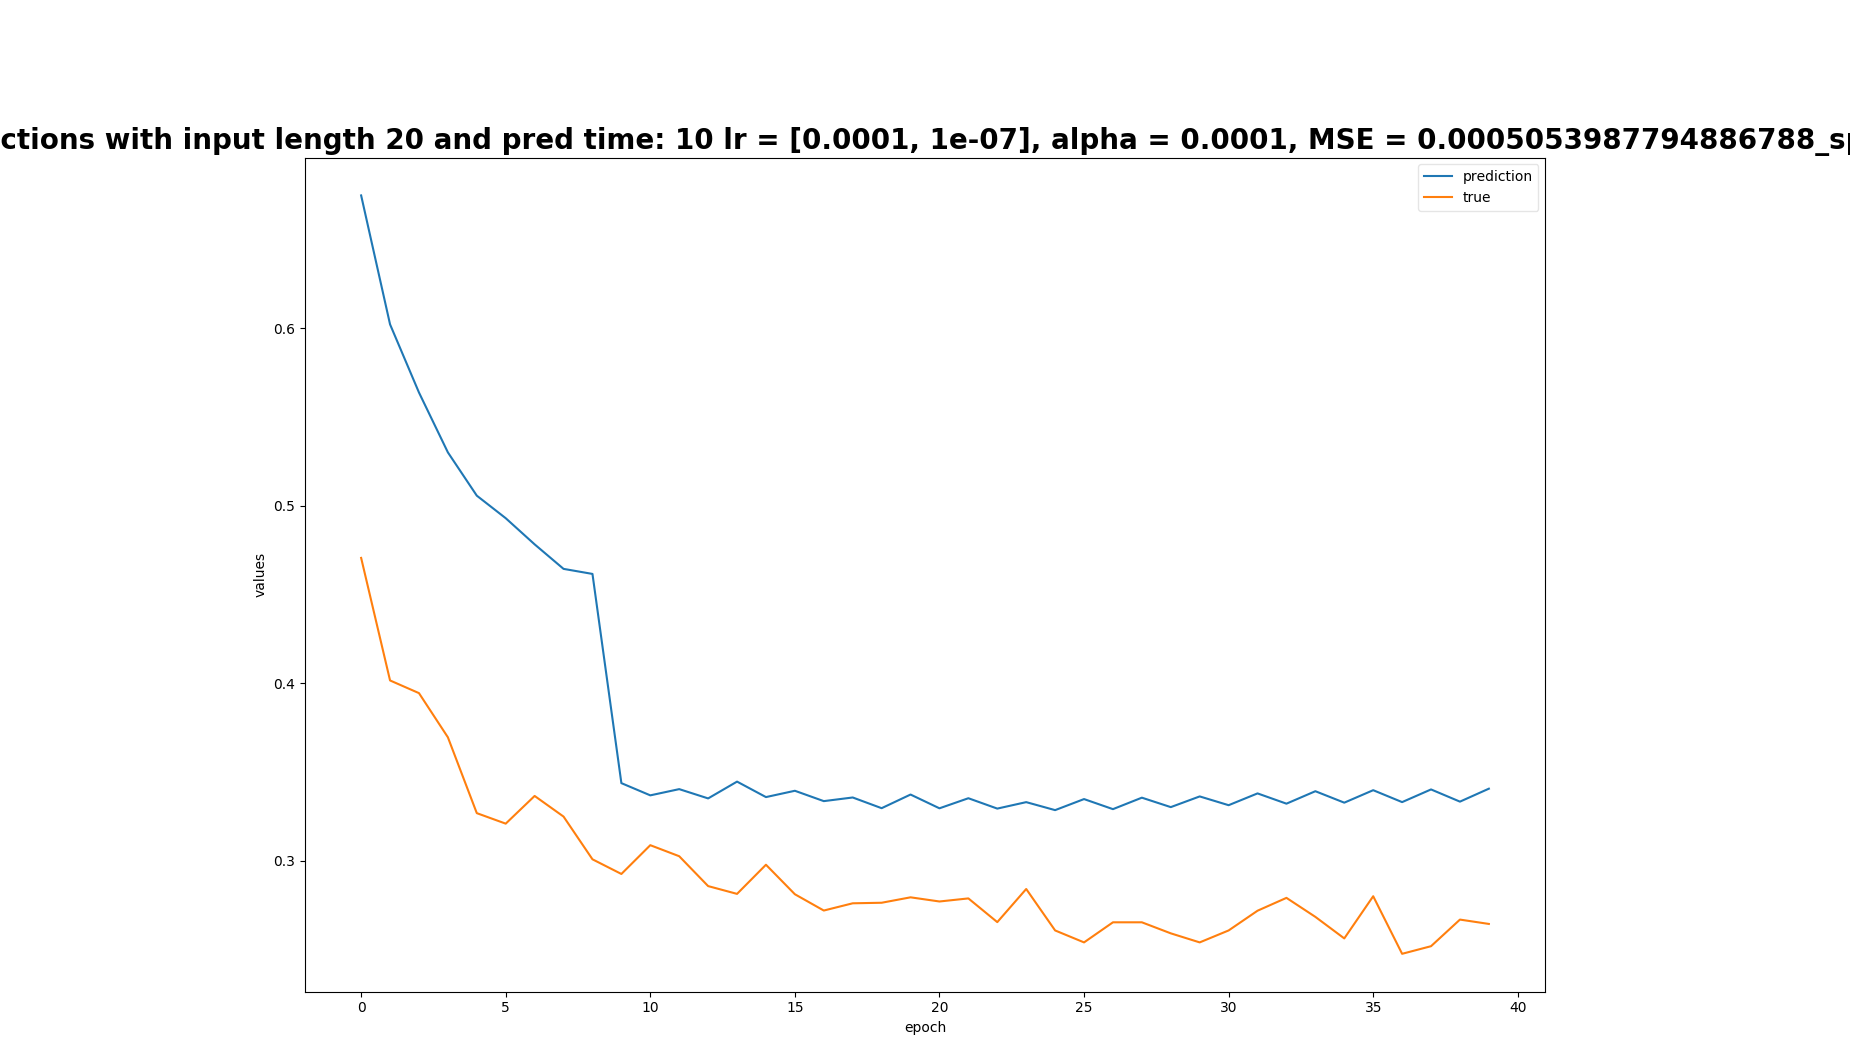 ctions with input length 20 and pred time: 10 lr = [0.0001, 1e-07], alpha = 0.0001, MSE = 0.0005053987794886788_sp
prediction
true
0.6
0.5
0.4
0.3
values
0 5 10 15 20 25 30 35 40
epoch